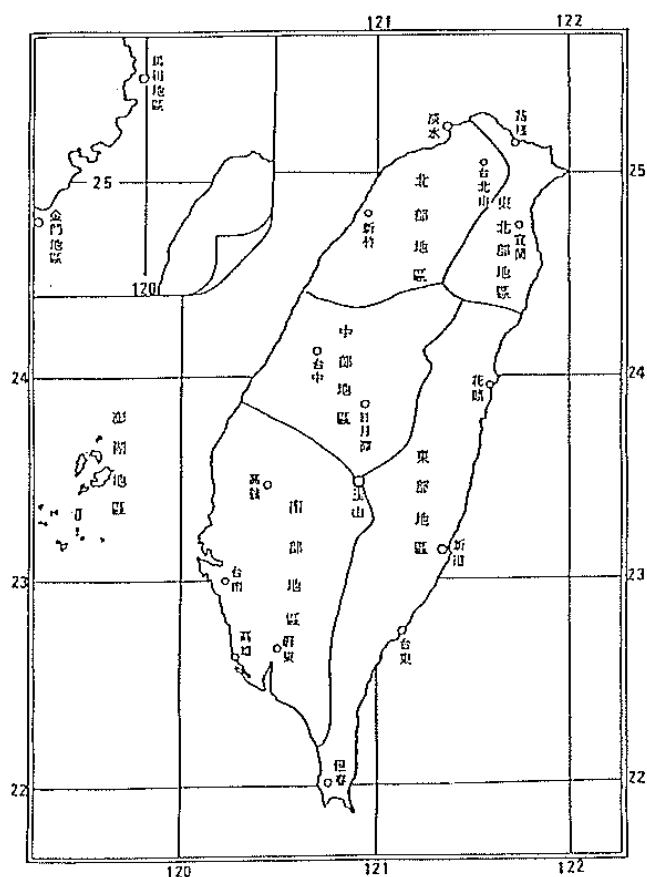 121
122
馬祖地區
25
金門地區
120
淡水
基隆
台北市
北部地區
東北部地區
宜蘭
新竹
25
24
中部地區
台中
日月潭
花蓮
24
澎湖地區
嘉義
玉山
東部地區
南部地區
新港
23
台南
23
高雄
屏東
台東
22
恆春
22
120
121
122